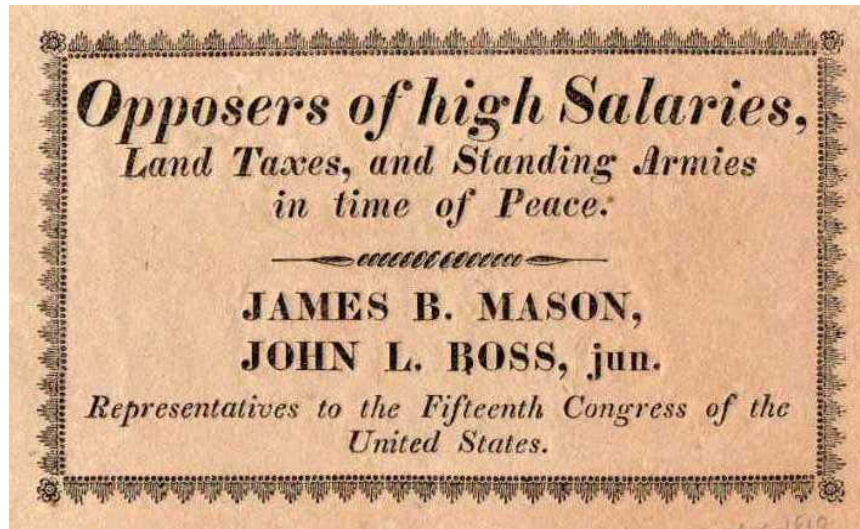 Opposers of high Salaries,
Land Taxes, and Standing Armies
in time of Peace.
JAMES B. MASON,
JOHN L. BOSS, jun.
Representatives to the Fifteenth Congress of the
United States.